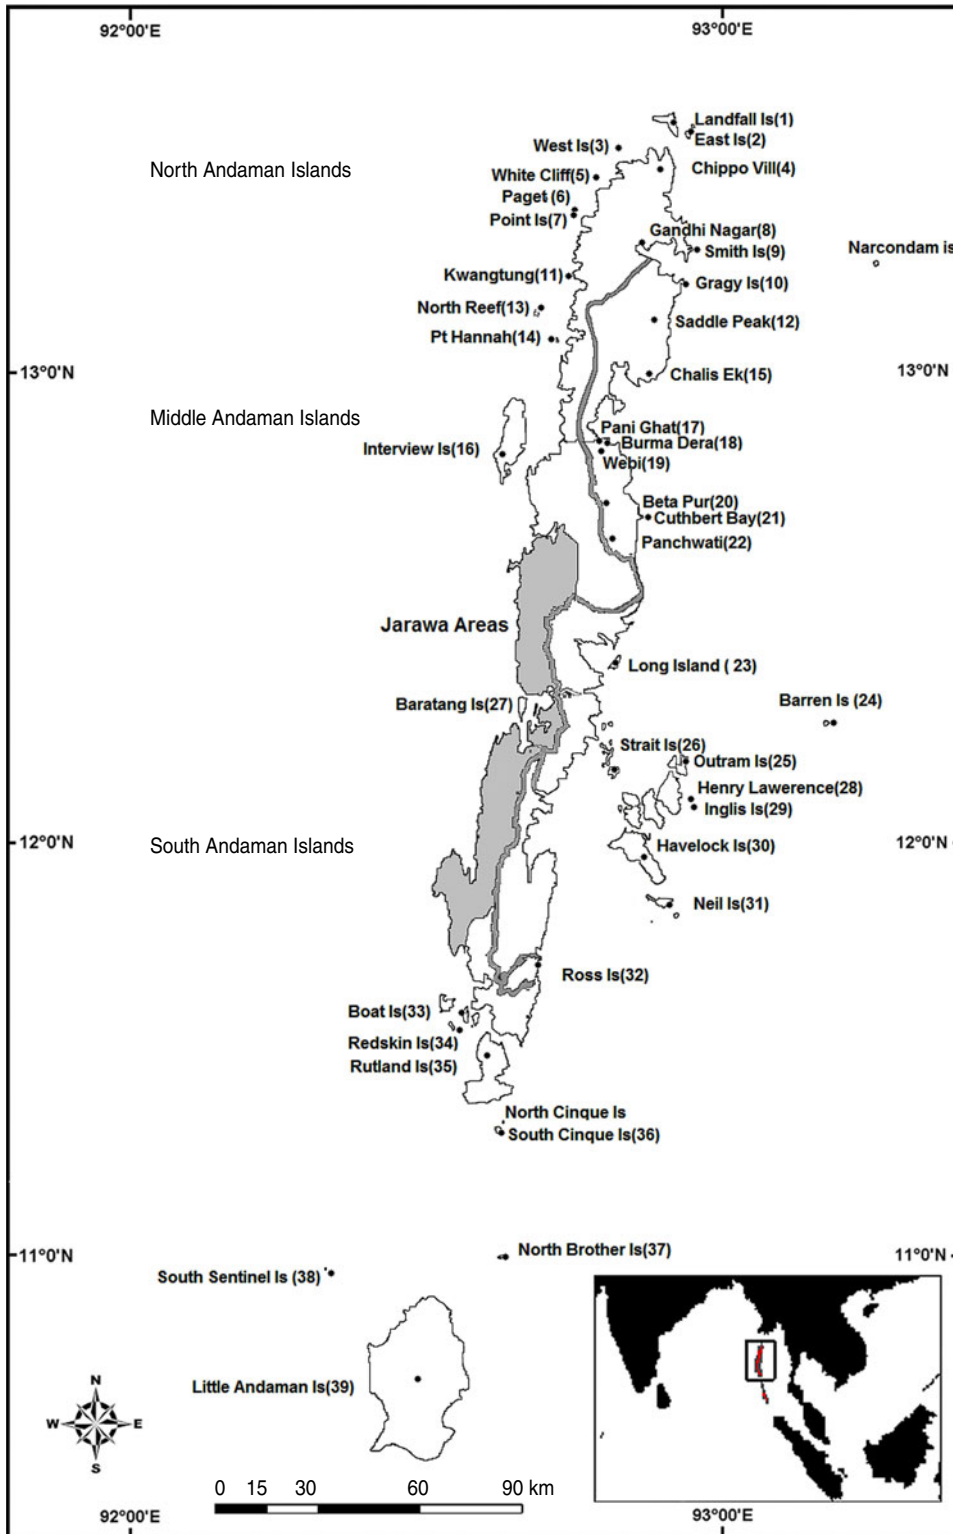 92°00'E
93°00'E
Landfall Is(1)
East Is(2)
West Is(3)
North Andaman Islands
Chippo Vill(4)
White Cliff(5)
Paget (6)
Point Is(7)
Gandhi Nagar(8)
Smith Is(9)
Narcondam is
Kwangtung(11)
Gragy Is(10)
North Reef(13)
Saddle Peak(12)
Pt Hannah(14)
13°0'N
13°0'N
Chalis Ek(15)
Middle Andaman Islands
Pani Ghat(17)
Burma Dera(18)
Interview Is(16)
Webi(19)
Beta Pur(20)
Cuthbert Bay(21)
Panchwati(22)
Jarawa Areas
Long Island ( 23)
Baratang Is(27)
Barren Is (24)
Strait Is(26)
Outram Is(25)
Henry Lawerence(28)
Inglis Is(29)
South Andaman Islands
12°0'N
12°0'N
Havelock Is(30)
Neil Is(31)
Ross Is(32)
Boat Is(33)
Redskin Is(34)
Rutland Is(35)
North Cinque Is
South Cinque Is(36)
11°0'N
11°0'N
North Brother Is(37)
South Sentinel Is (38)
Little Andaman Is(39)
N
W E
S
0 15 30 60 90 km
92°00'E
93°00'E